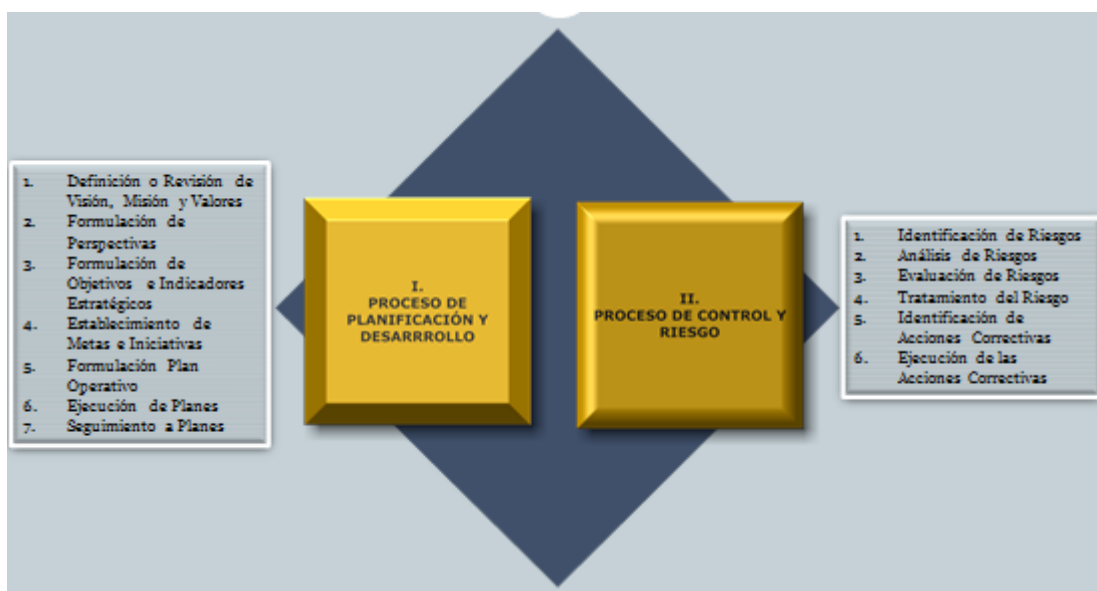 1. Definición o Revisión de
Visión, Misión y Valores
2. Formulación de
Perspectivas
3. Formulación de
Objetivos e Indicadores
Estratégicos
4. Establecimiento de
Metas e Iniciativas
5. Formulación Plan
Operativo
6. Ejecución de Planes
7. Seguimiento a Planes
I.
PROCESO DE
PLANIFICACIÓN Y
DESARRROLLO
II.
PROCESO DE CONTROL Y
RIESGO
1. Identificación de Riesgos
2. Análisis de Riesgos
3. Evaluación de Riesgos
4. Tratamiento del Riesgo
5. Identificación de
Acciones Correctivas
6. Ejecución de las
Acciones Correctivas